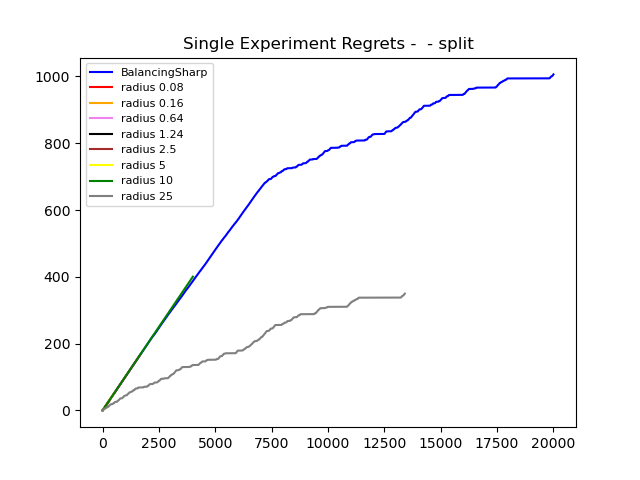 Single Experiment Regrets -  - split
1000
800
600
400
200
0
BalancingSharp
radius 0.08
radius 0.16
radius 0.64
radius 1.24
radius 2.5
radius 5
radius 10
radius 25
0 2500 5000 7500 10000 12500 15000 17500 20000